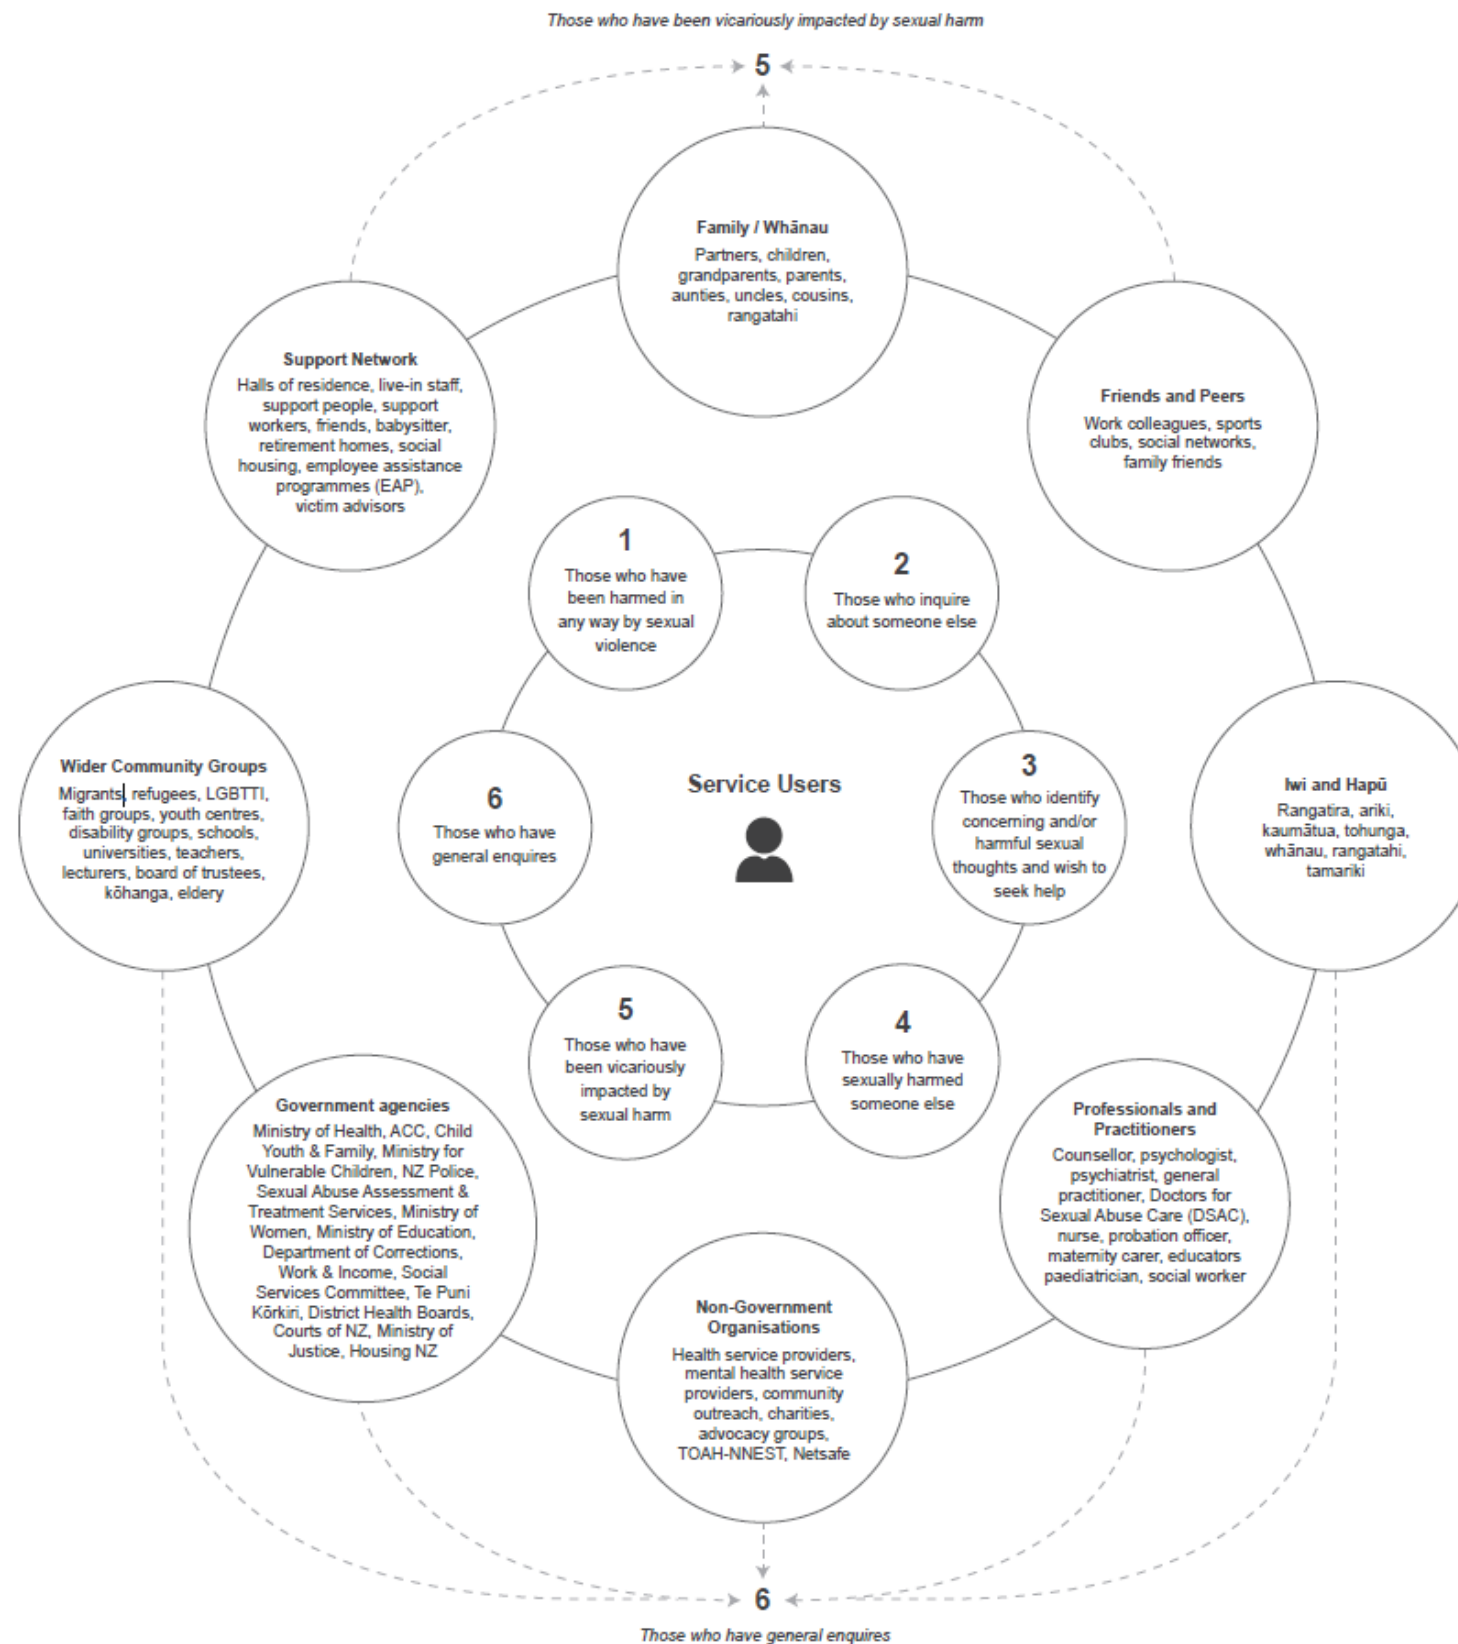 Those who have been vicariously impacted by sexual harm
5
Family / Whānau
Partners, children,
grandparents, parents,
aunties, uncles, cousins,
rangatahi
Support Network
Halls of residence, live-in staff,
support people, support
workers, friends, babysitter,
retirement homes, social
housing, employee assistance
programmes (EAP),
victim advisors
Friends and Peers
Work colleagues, sports
clubs, social networks,
family friends
1
Those who have
been harmed in
any way by sexual
violence
2
Those who inquire
about someone else
Wider Community Groups
Migrants, refugees, LGBTTI,
faith groups, youth centres,
disability groups, schools,
universities, teachers,
lecturers, board of trustees,
kōhanga, eldery
6
Those who have
general enquires
Service Users
3
Those who identify
concerning and/or
harmful sexual
thoughts and wish to
seek help
Iwi and Hapū
Rangatira, ariki,
kaumātua, tohunga,
whānau, rangatahi,
tamariki
5
Those who have
been vicariously
impacted by
sexual harm
4
Those who have
sexually harmed
someone else
Government agencies
Ministry of Health, ACC, Child
Youth & Family, Ministry for
Vulnerable Children, NZ Police,
Sexual Abuse Assessment &
Treatment Services, Ministry of
Women, Ministry of Education,
Department of Corrections,
Work & Income, Social
Services Committee, Te Puni
Kōrkiri, District Health Boards,
Courts of NZ, Ministry of
Justice, Housing NZ
Professionals and
Practitioners
Counsellor, psychologist,
psychiatrist, general
practitioner, Doctors for
Sexual Abuse Care (DSAC),
nurse, probation officer,
maternity carer, educators
paediatrician, social worker
Non-Government
Organisations
Health service providers,
mental health service
providers, community
outreach, charities,
advocacy groups,
TOAH-NNEST, Netsafe
6
Those who have general enquires